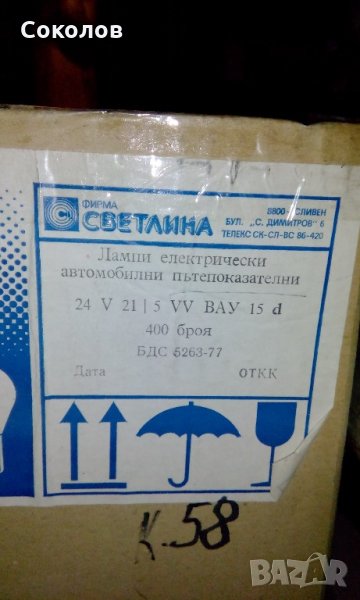 Соколов
ФИРМА
СВЕТЛИНА
8800 СЛИВЕН
БУЛ. „С. ДИМИТРОВ" 6
ТЕЛЕКС СК-СЛ-ВС 86-420
Лампи електрически
автомобилни пътепоказателни
24 V 21 | 5 VV ВАУ 15 d
400 броя
БДС 5263-77
Дата ОТКК
К.58
BAZAR